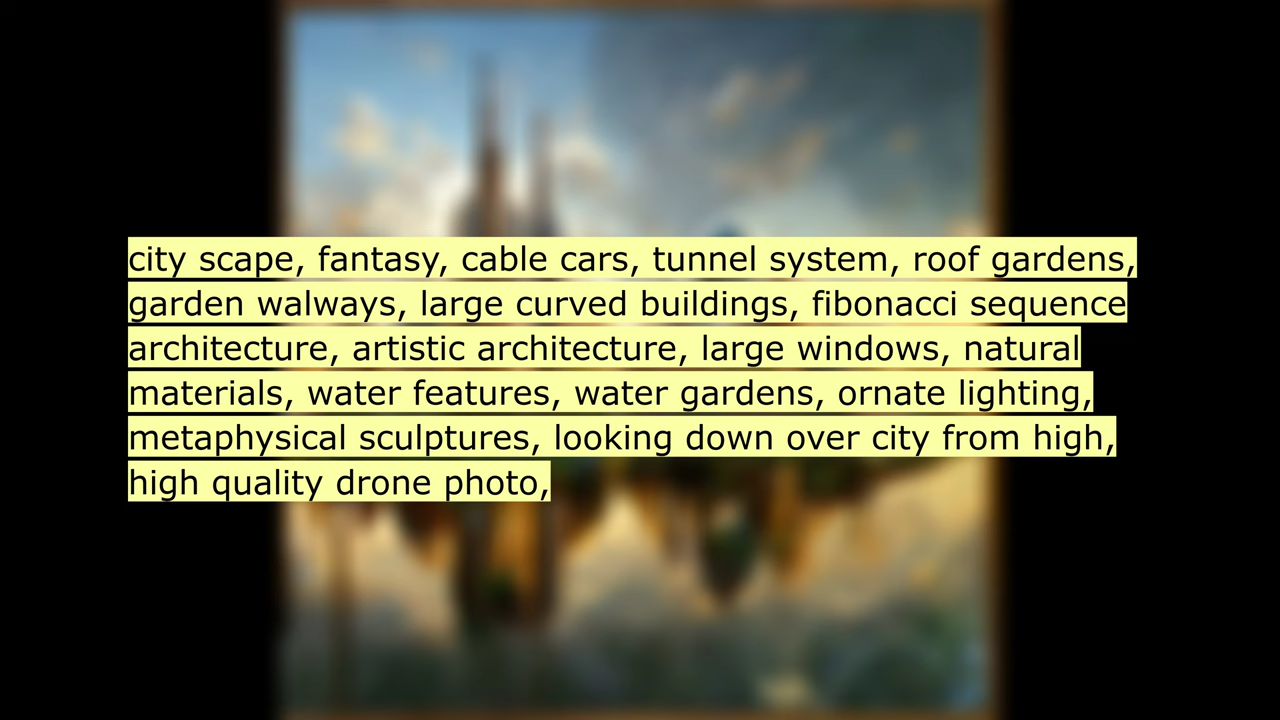 city scape, fantasy, cable cars, tunnel system, roof gardens,
garden walways, large curved buildings, fibonacci sequence
architecture, artistic architecture, large windows, natural
materials, water features, water gardens, ornate lighting,
metaphysical sculptures, looking down over city from high,
high quality drone photo,